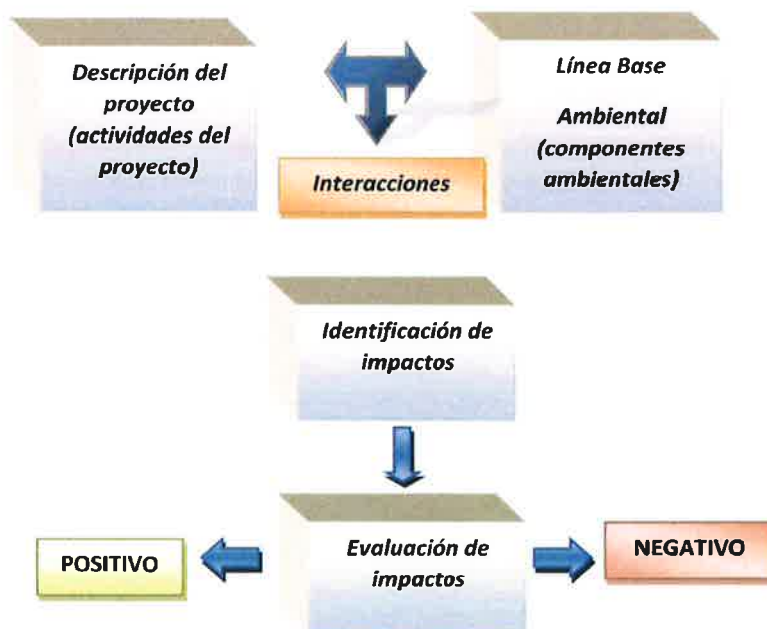 Descripción del
proyecto
(actividades del
proyecto)
Interacciones
Línea Base
Ambiental
(componentes
ambientales)
Identificación de
impactos
POSITIVO
Evaluación de
impactos
NEGATIVO